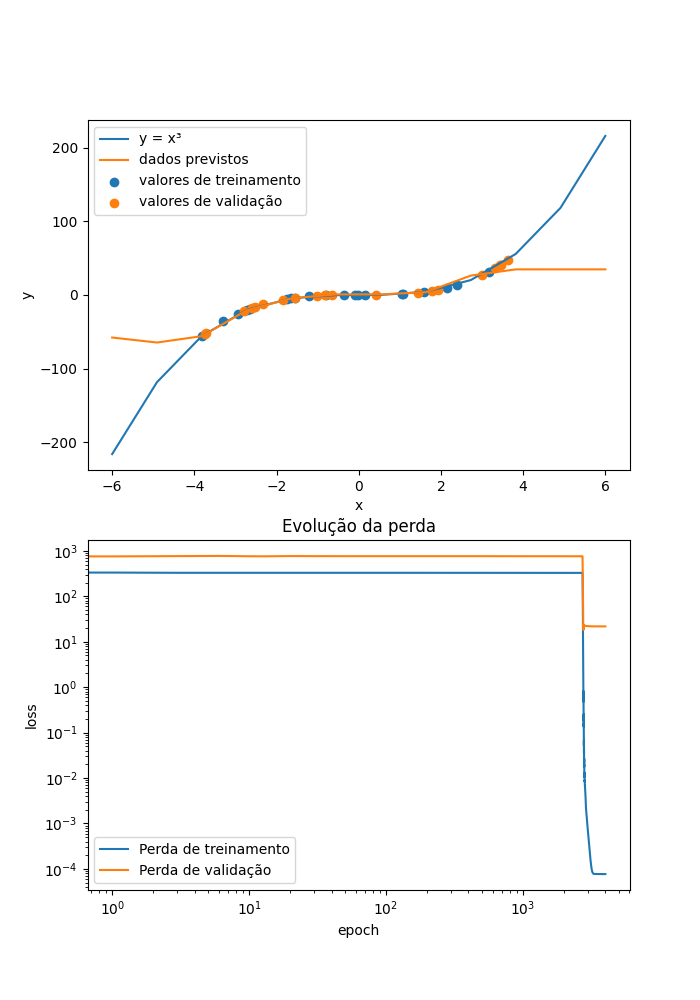 y = x³
dados previstos
valores de treinamento
valores de validação
200
100
0
−100
−200
y
−6 −4 −2 0 2 4 6
x
Evolução da perda
10³
10²
10¹
10⁰
10⁻¹
10⁻²
10⁻³
10⁻⁴
loss
Perda de treinamento
Perda de validação
10⁰ 10¹ 10² 10³
epoch